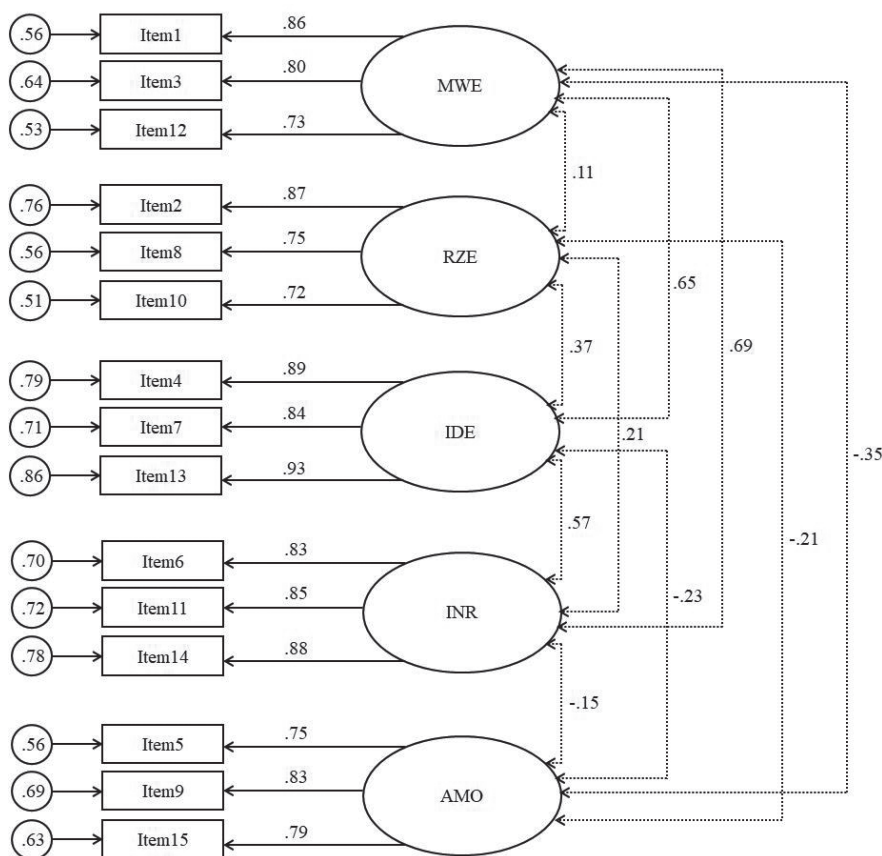 .56 Item1 .86
.64 Item3 .80 MWE
.53 Item12 .73
.11
.76 Item2 .87
.56 Item8 .75 RZE
.51 Item10 .72
.65
.37
.69
.79 Item4 .89
.71 Item7 .84 IDE
.21
-.35
.86 Item13 .93
.57
-.21
.70 Item6 .83
-.23
.72 Item11 .85 INR
.78 Item14 .88
-.15
.56 Item5 .75
.69 Item9 .83 AMO
.63 Item15 .79